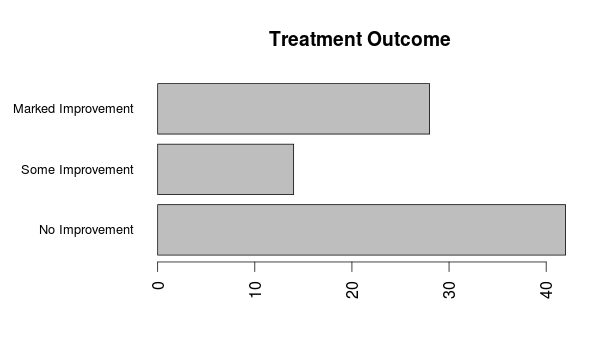 Treatment Outcome
Marked Improvement
Some Improvement
No Improvement
0 10 20 30 40